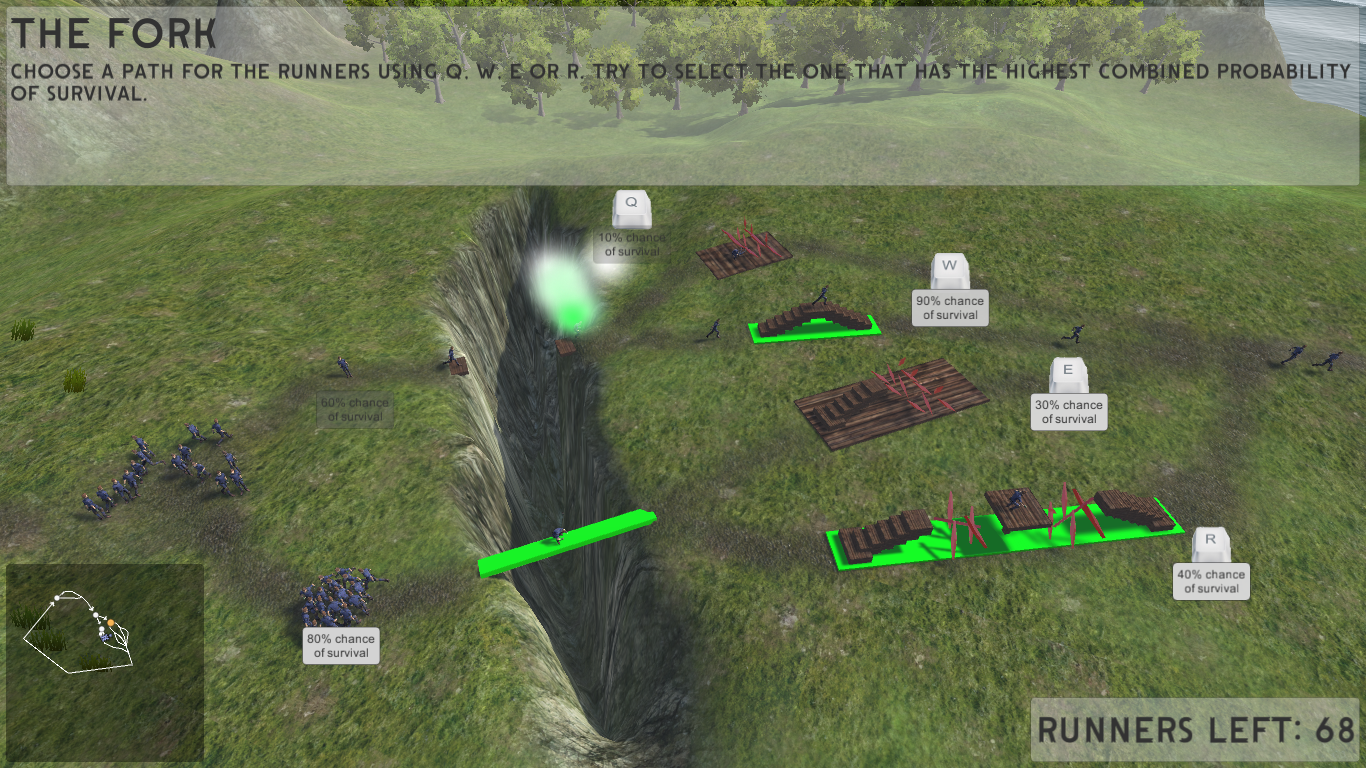 THE FORK
CHOOSE A PATH FOR THE RUNNERS USING Q, W, E OR R. TRY TO SELECT THE ONE THAT HAS THE HIGHEST COMBINED PROBABILITY
OF SURVIVAL.
Q
10% chance
of survival
W
90% chance
of survival
E
30% chance
of survival
60% chance
of survival
R
40% chance
of survival
80% chance
of survival
RUNNERS LEFT: 68